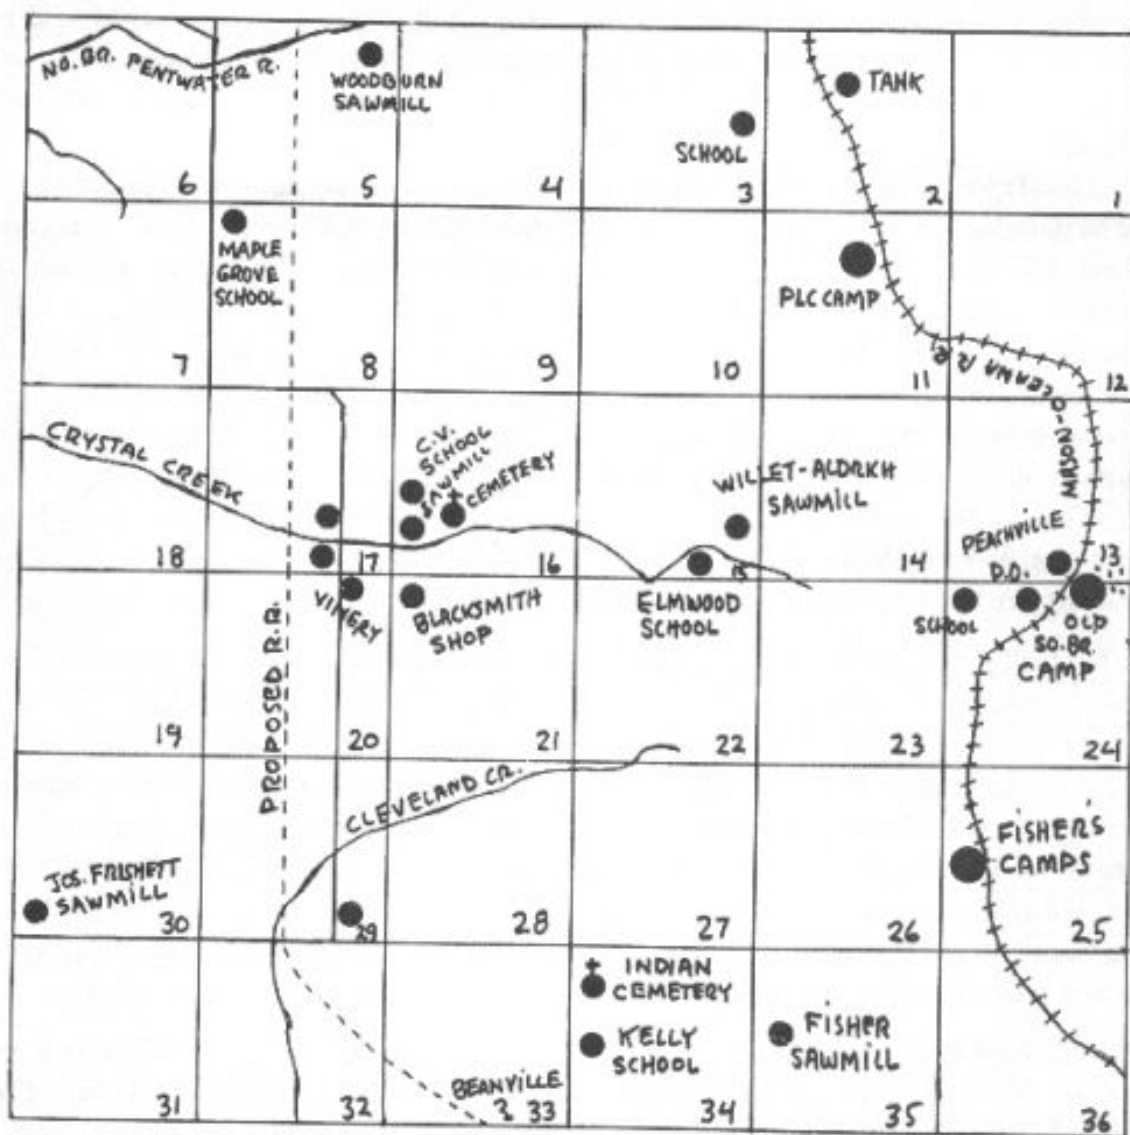 NO. BR. PENTWATER R.
WOODBURN
SAWMILL
TANK
SCHOOL
6
5
4
3
2
1
MAPLE
GROVE
SCHOOL
PLC CAMP
7
8
9
10
11
12
MASON-OCEANA R.R.
CRYSTAL CREEK
C.V.
SCHOOL
SAWMILL
CEMETERY
WILLET-ALDRICH
SAWMILL
PEACHVILLE
18
17
16
15
14
13
P.O.
VINERY
BLACKSMITH
SHOP
ELMWOOD
SCHOOL
SCHOOL
OLD
SO. BR.
CAMP
PROPOSED R.R.
19
20
21
22
23
24
CLEVELAND CR.
FISHER'S
CAMPS
JOS. FRISHETT
SAWMILL
30
29
28
27
26
25
INDIAN
CEMETERY
KELLY
SCHOOL
FISHER
SAWMILL
BEANVILLE
31
32
33
34
35
36